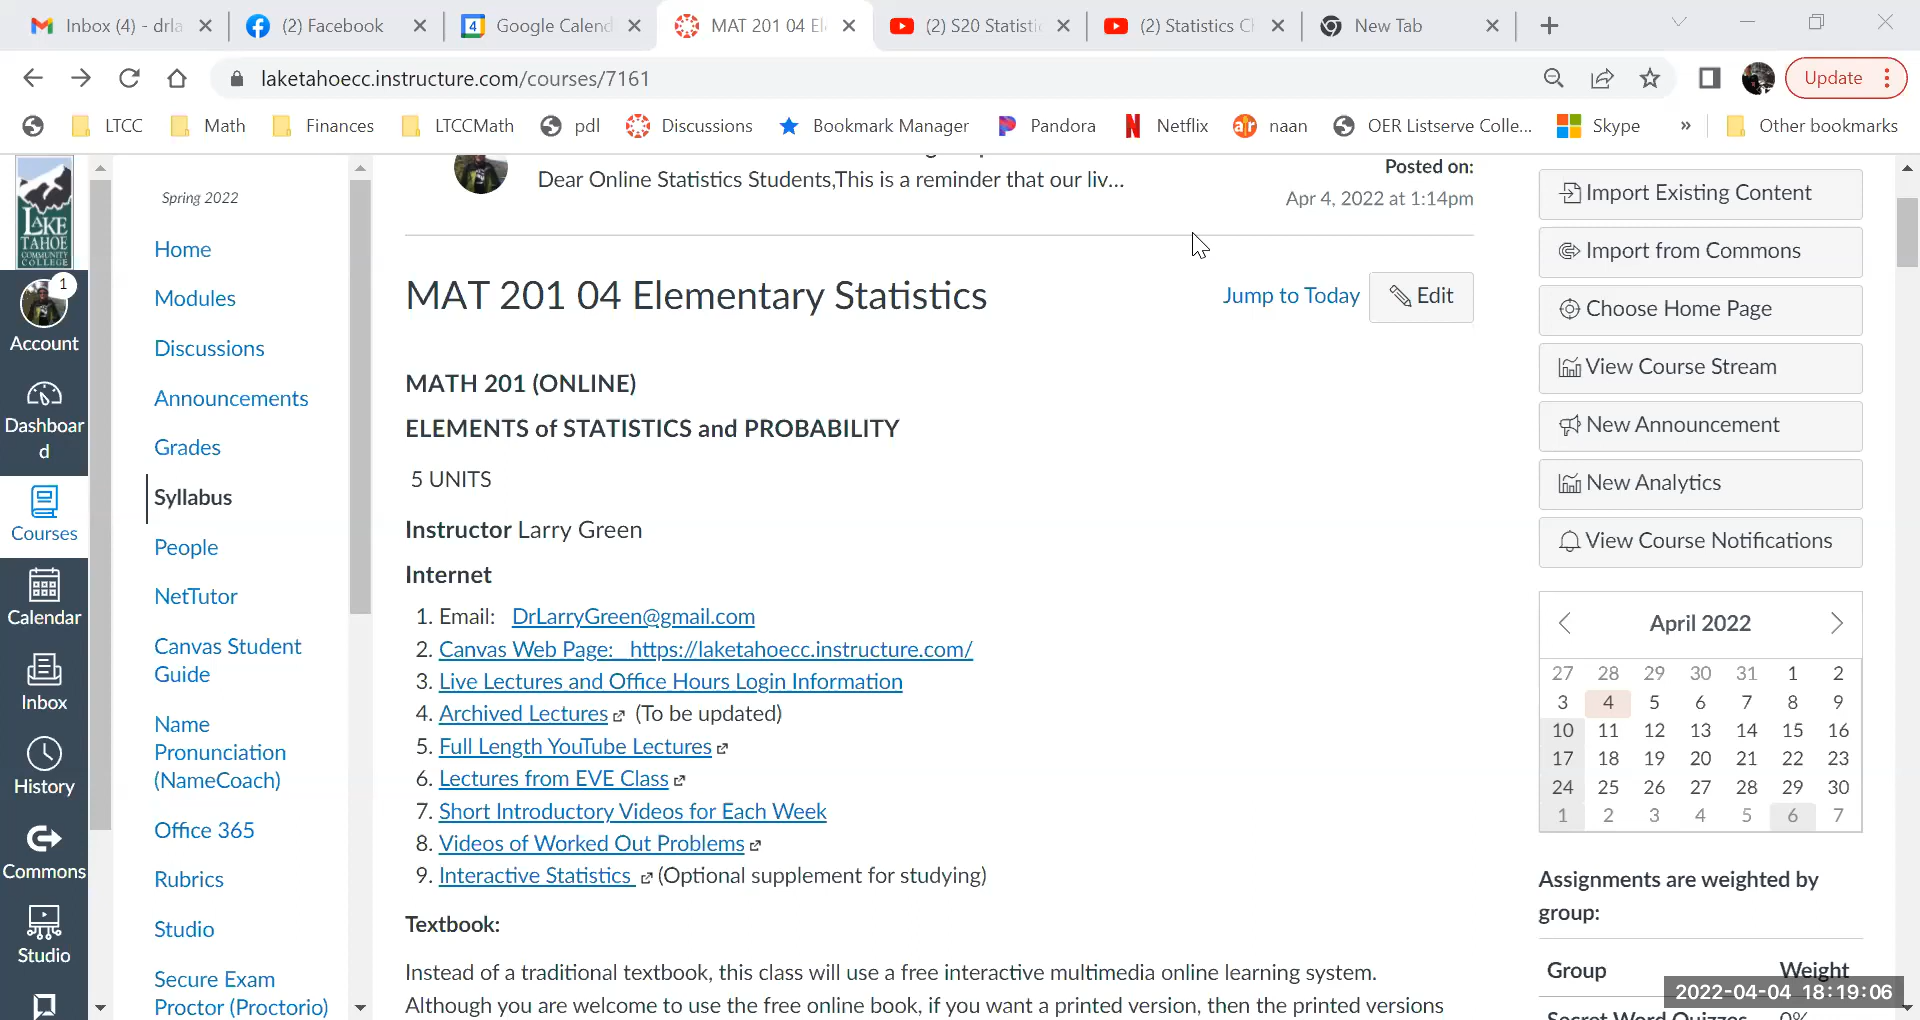 Inbox (4) - drla
(2) Facebook
Google Calend
MAT 201 04 El
(2) S20 Statistic
(2) Statistics Cl
New Tab
laketahoecc.instructure.com/courses/7161
Update
LTCC
Math
Finances
LTCCMath
pdl
Discussions
Bookmark Manager
Pandora
Netflix
naan
OER Listserve Colle...
Skype
»
Other bookmarks
LAKE
TAHOE
COMMUNITY
COLLEGE
1
Account
Dashboar
d
Courses
Calendar
Inbox
History
Commons
Studio
Spring 2022
Home
Modules
Discussions
Announcements
Grades
Syllabus
People
NetTutor
Canvas Student
Guide
Name
Pronunciation
(NameCoach)
Office 365
Rubrics
Studio
Secure Exam
Proctor (Proctorio)
Dear Online Statistics Students,This is a reminder that our liv...
Posted on:
Apr 4, 2022 at 1:14pm
MAT 201 04 Elementary Statistics
Jump to Today
Edit
MATH 201 (ONLINE)
ELEMENTS of STATISTICS and PROBABILITY
5 UNITS
Instructor Larry Green
Internet
1. Email: DrLarryGreen@gmail.com
2. Canvas Web Page: https://laketahoecc.instructure.com/
3. Live Lectures and Office Hours Login Information
4. Archived Lectures (To be updated)
5. Full Length YouTube Lectures
6. Lectures from EVE Class
7. Short Introductory Videos for Each Week
8. Videos of Worked Out Problems
9. Interactive Statistics (Optional supplement for studying)
Textbook:
Instead of a traditional textbook, this class will use a free interactive multimedia online learning system.
Although you are welcome to use the free online book, if you want a printed version, then the printed versions
Import Existing Content
Import from Commons
Choose Home Page
View Course Stream
New Announcement
New Analytics
View Course Notifications
April 2022
27 28 29 30 31 1 2
3 4 5 6 7 8 9
10 11 12 13 14 15 16
17 18 19 20 21 22 23
24 25 26 27 28 29 30
1 2 3 4 5 6 7
Assignments are weighted by
group:
Group Weight
2022-04-04 18:19:06
Secret Word Quizzes 0%